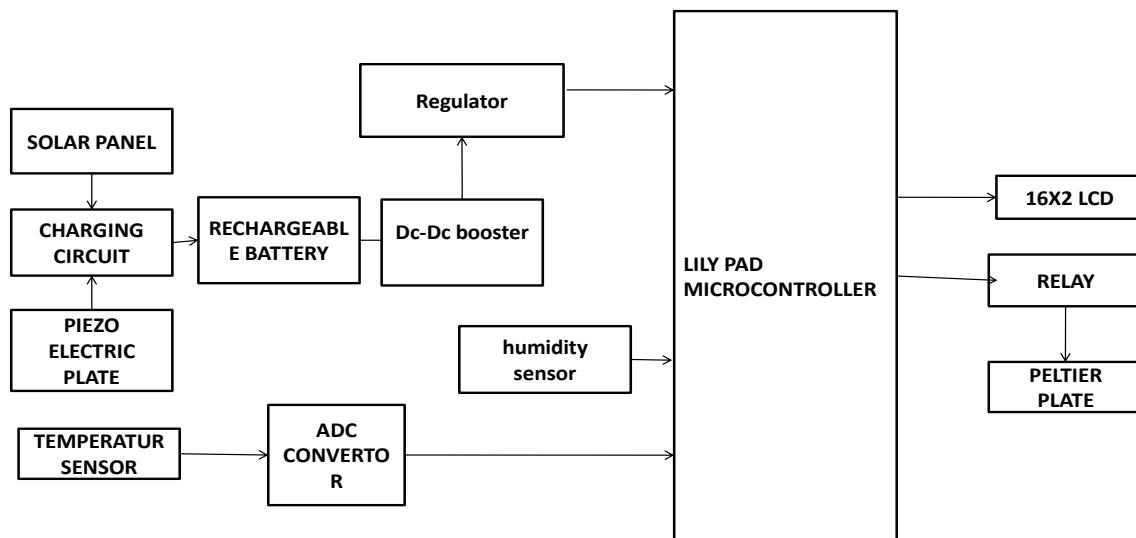 Regulator
SOLAR PANEL
CHARGING
CIRCUIT
RECHARGEABL
E BATTERY
Dc-Dc booster
PIEZO
ELECTRIC
PLATE
humidity
sensor
TEMPERATUR
SENSOR
ADC
CONVERTO
R
LILY PAD
MICROCONTROLLER
16X2 LCD
RELAY
PELTIER
PLATE